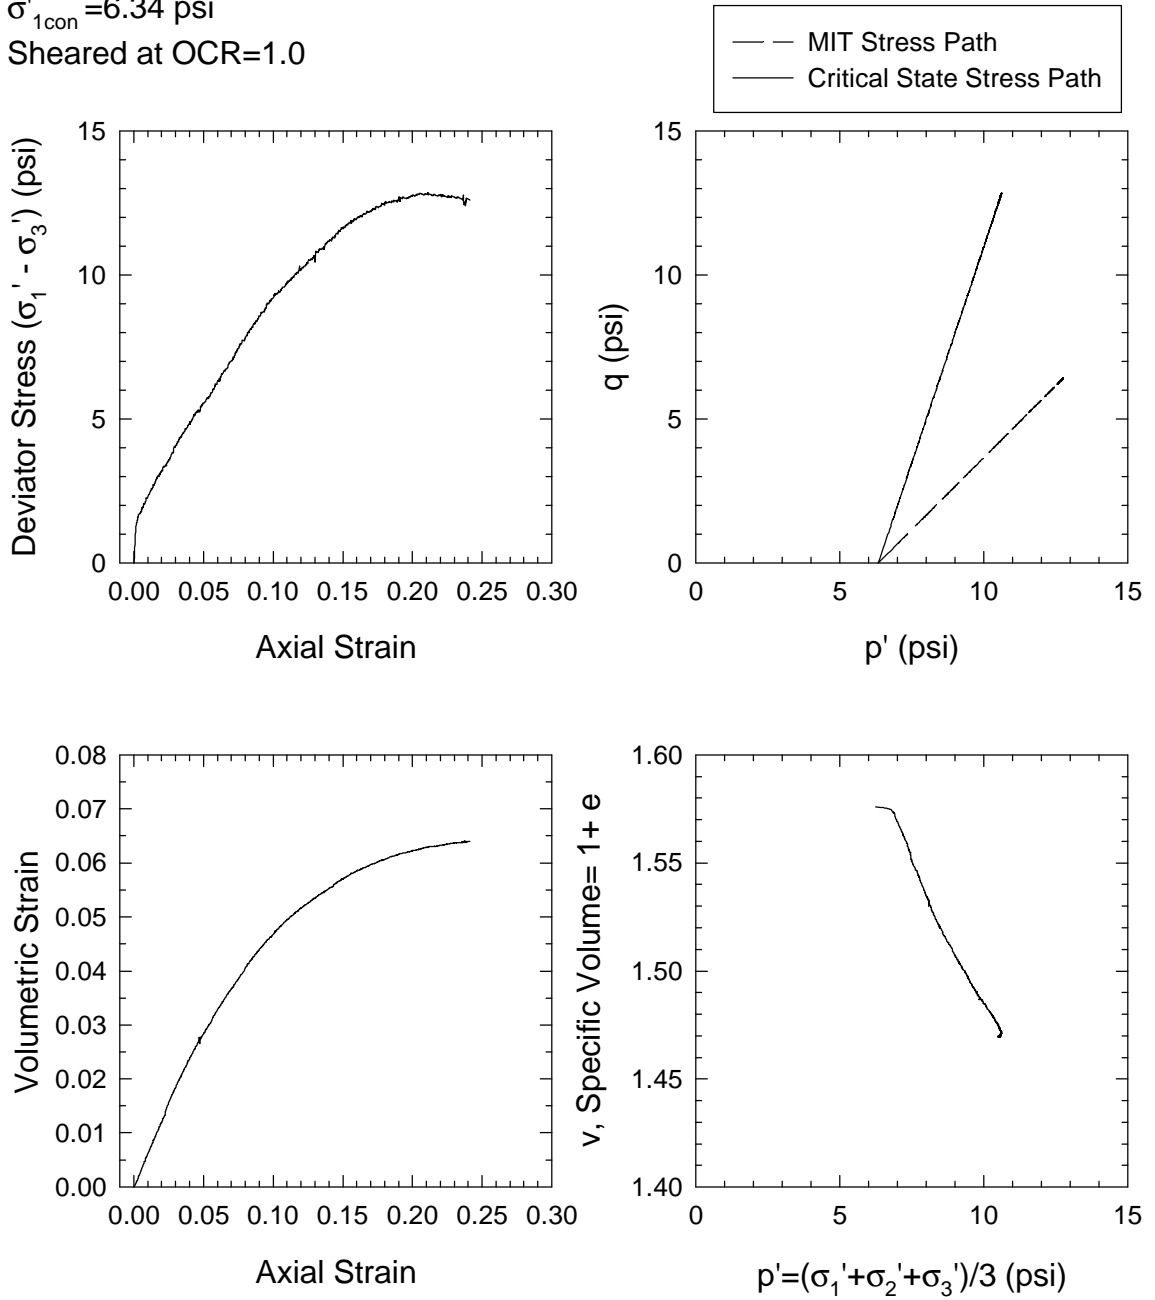 σ'1con =6.34 psi
Sheared at OCR=1.0
MIT Stress Path
Critical State Stress Path
Deviator Stress (σ1' - σ3') (psi)
15
10
5
0
0.00 0.05 0.10 0.15 0.20 0.25 0.30
Axial Strain
q (psi)
15
10
5
0
0 5 10 15
p' (psi)
Volumetric Strain
0.08
0.07
0.06
0.05
0.04
0.03
0.02
0.01
0.00
0.00 0.05 0.10 0.15 0.20 0.25 0.30
Axial Strain
v, Specific Volume= 1+ e
1.60
1.55
1.50
1.45
1.40
0 5 10 15
p'=(σ1'+σ2'+σ3')/3 (psi)